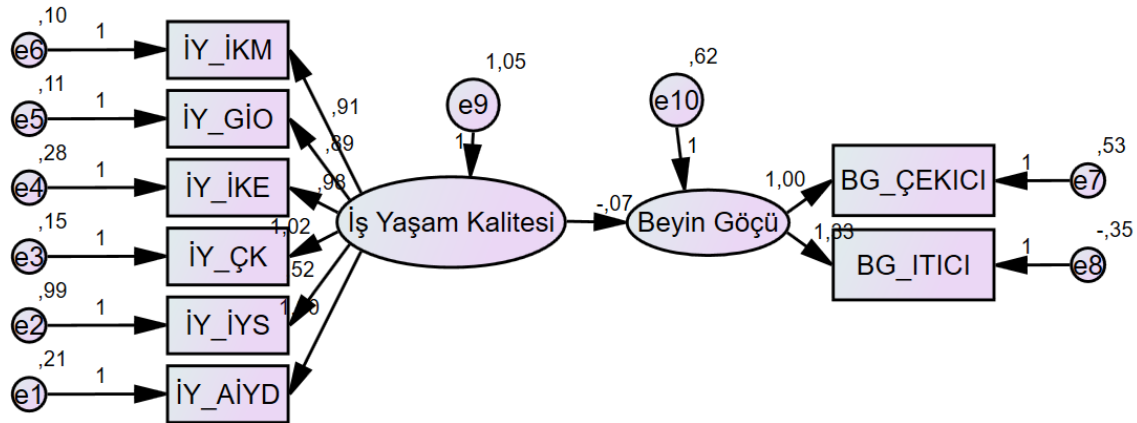 ,10
e6
1
İY_İKM
,11
e5
1
İY_GİO
,28
e4
1
İY_İKE
,15
e3
1
İY_ÇK
,99
e2
1
İY_İYS
,21
e1
1
İY_AİYD
,91
,89
,98
1,02
,52
1,05
e9
1
İş Yaşam Kalitesi
-,07
,62
e10
1
Beyin Göçü
1,00
1,33
BG_ÇEKICI
1
,53
e7
BG_ITICI
1
-,35
e8